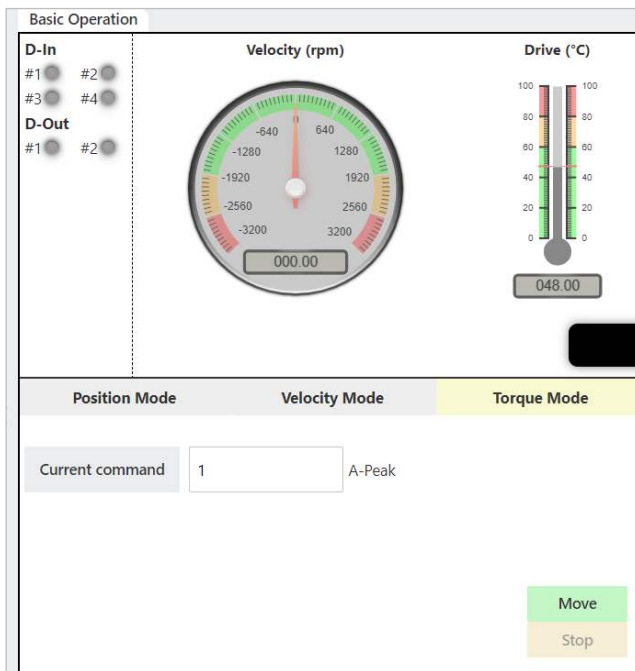 Basic Operation
D-In
#1 #2
#3 #4
D-Out
#1 #2
Velocity (rpm)
0
-640 640
-1280 1280
-1920 1920
-2560 2560
-3200 3200
000.00
Drive (°C)
100 100
80 80
60 60
40 40
20 20
0 0
048.00
Position Mode Velocity Mode Torque Mode
Current command 1 A-Peak
Move
Stop